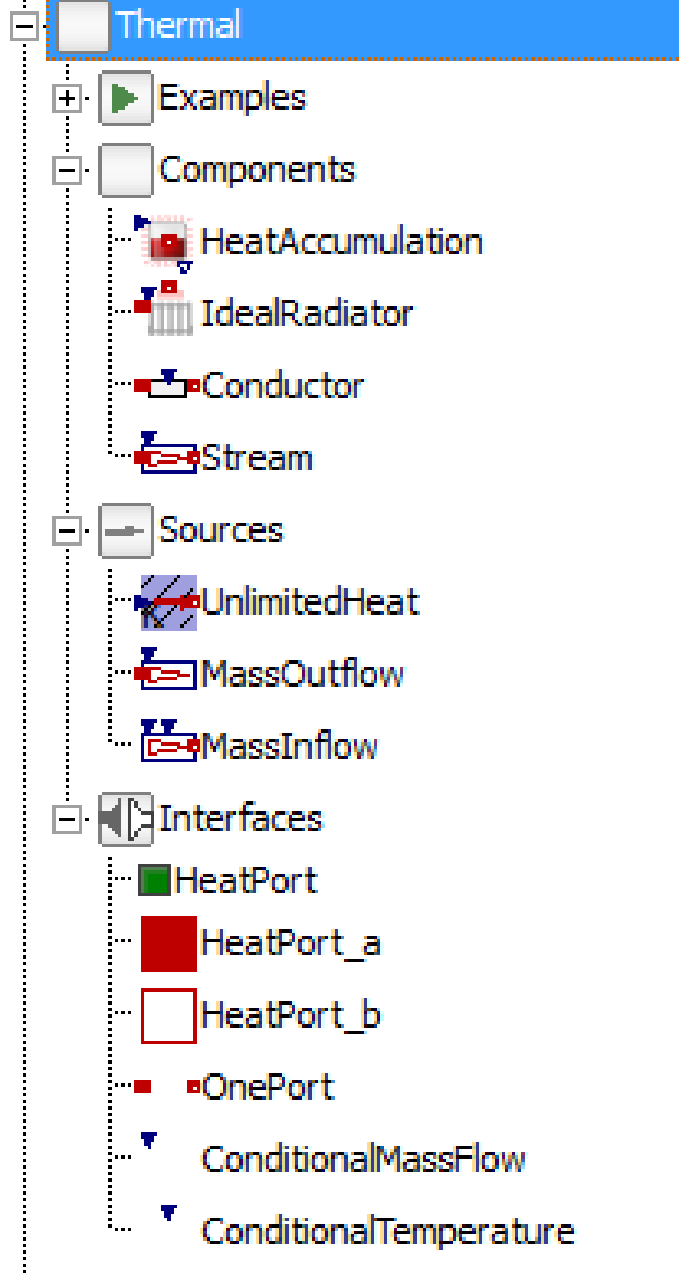 Thermal
Examples
Components
HeatAccumulation
IdealRadiator
Conductor
Stream
Sources
UnlimitedHeat
MassOutflow
MassInflow
Interfaces
HeatPort
HeatPort_a
HeatPort_b
OnePort
ConditionalMassFlow
ConditionalTemperature